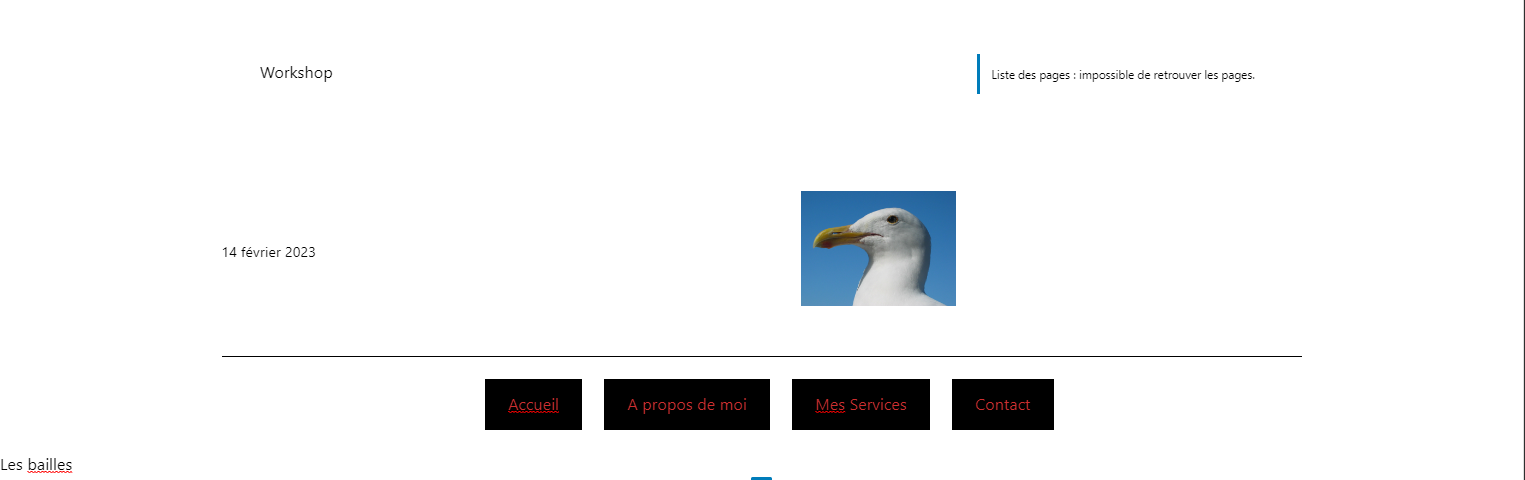 Workshop
Liste des pages : impossible de retrouver les pages.
14 février 2023
Accueil
A propos de moi
Mes Services
Contact
Les bailles